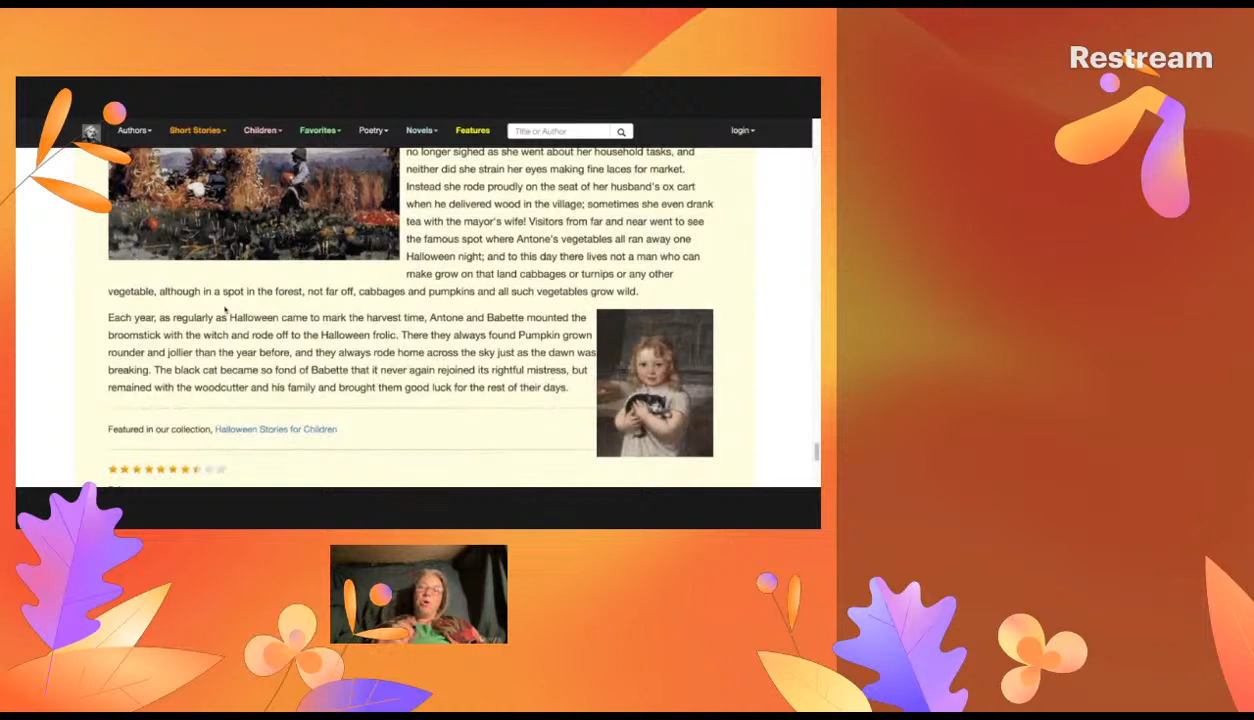 Restream
Authors Short Stories Children Favorites Poetry Novels Features Title or Author login
no longer sighed as she went about her household tasks, and
neither did she strain her eyes making fine laces for market.
Instead she rode proudly on the seat of her husband's ox cart
when he delivered wood in the village; sometimes she even drank
tea with the mayor's wife! Visitors from far and near went to see
the famous spot where Antone's vegetables all ran away one
Halloween night; and to this day there lives not a man who can
make grow on that land cabbages or turnips or any other
vegetable, although in a spot in the forest, not far off, cabbages and pumpkins and all such vegetables grow wild.
Each year, as regularly as Halloween came to mark the harvest time, Antone and Babette mounted the
broomstick with the witch and rode off to the Halloween frolic. There they always found Pumpkin grown
rounder and jollier than the year before, and they always rode home across the sky just as the dawn was
breaking. The black cat became so fond of Babette that it never again rejoined its rightful mistress, but
remained with the woodcutter and his family and brought them good luck for the rest of their days.
Featured in our collection, Halloween Stories for Children